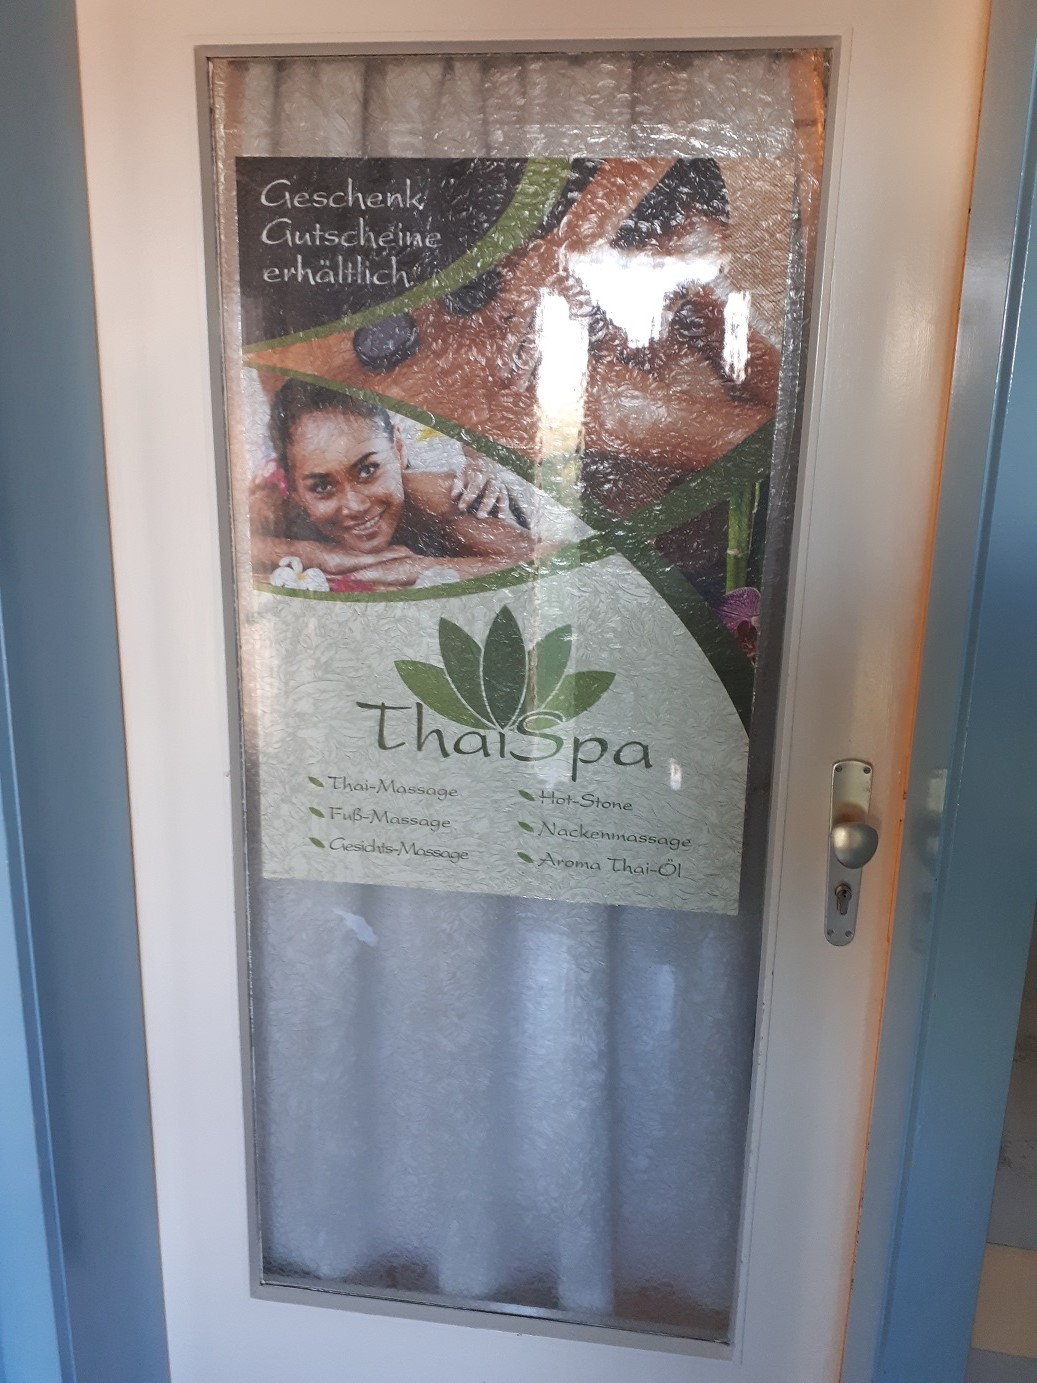 Geschenk
Gutscheine
erhältlich
ThaiSpa
Thai-Massage
Fuß-Massage
Gesichts-Massage
Hot-Stone
Nackenmassage
Aroma Thai-Öl